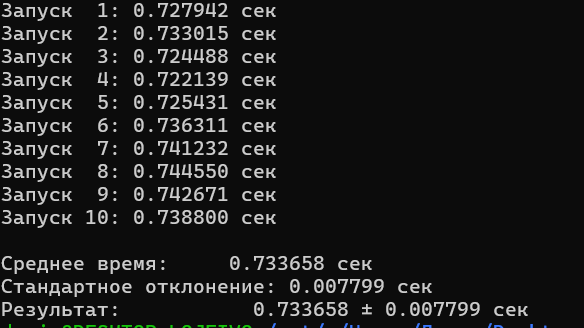 Запуск  1: 0.727942 сек
Запуск  2: 0.733015 сек
Запуск  3: 0.724488 сек
Запуск  4: 0.722139 сек
Запуск  5: 0.725431 сек
Запуск  6: 0.736311 сек
Запуск  7: 0.741232 сек
Запуск  8: 0.744550 сек
Запуск  9: 0.742671 сек
Запуск 10: 0.738800 сек
Среднее время:     0.733658 сек
Стандартное отклонение: 0.007799 сек
Результат:           0.733658 ± 0.007799 сек